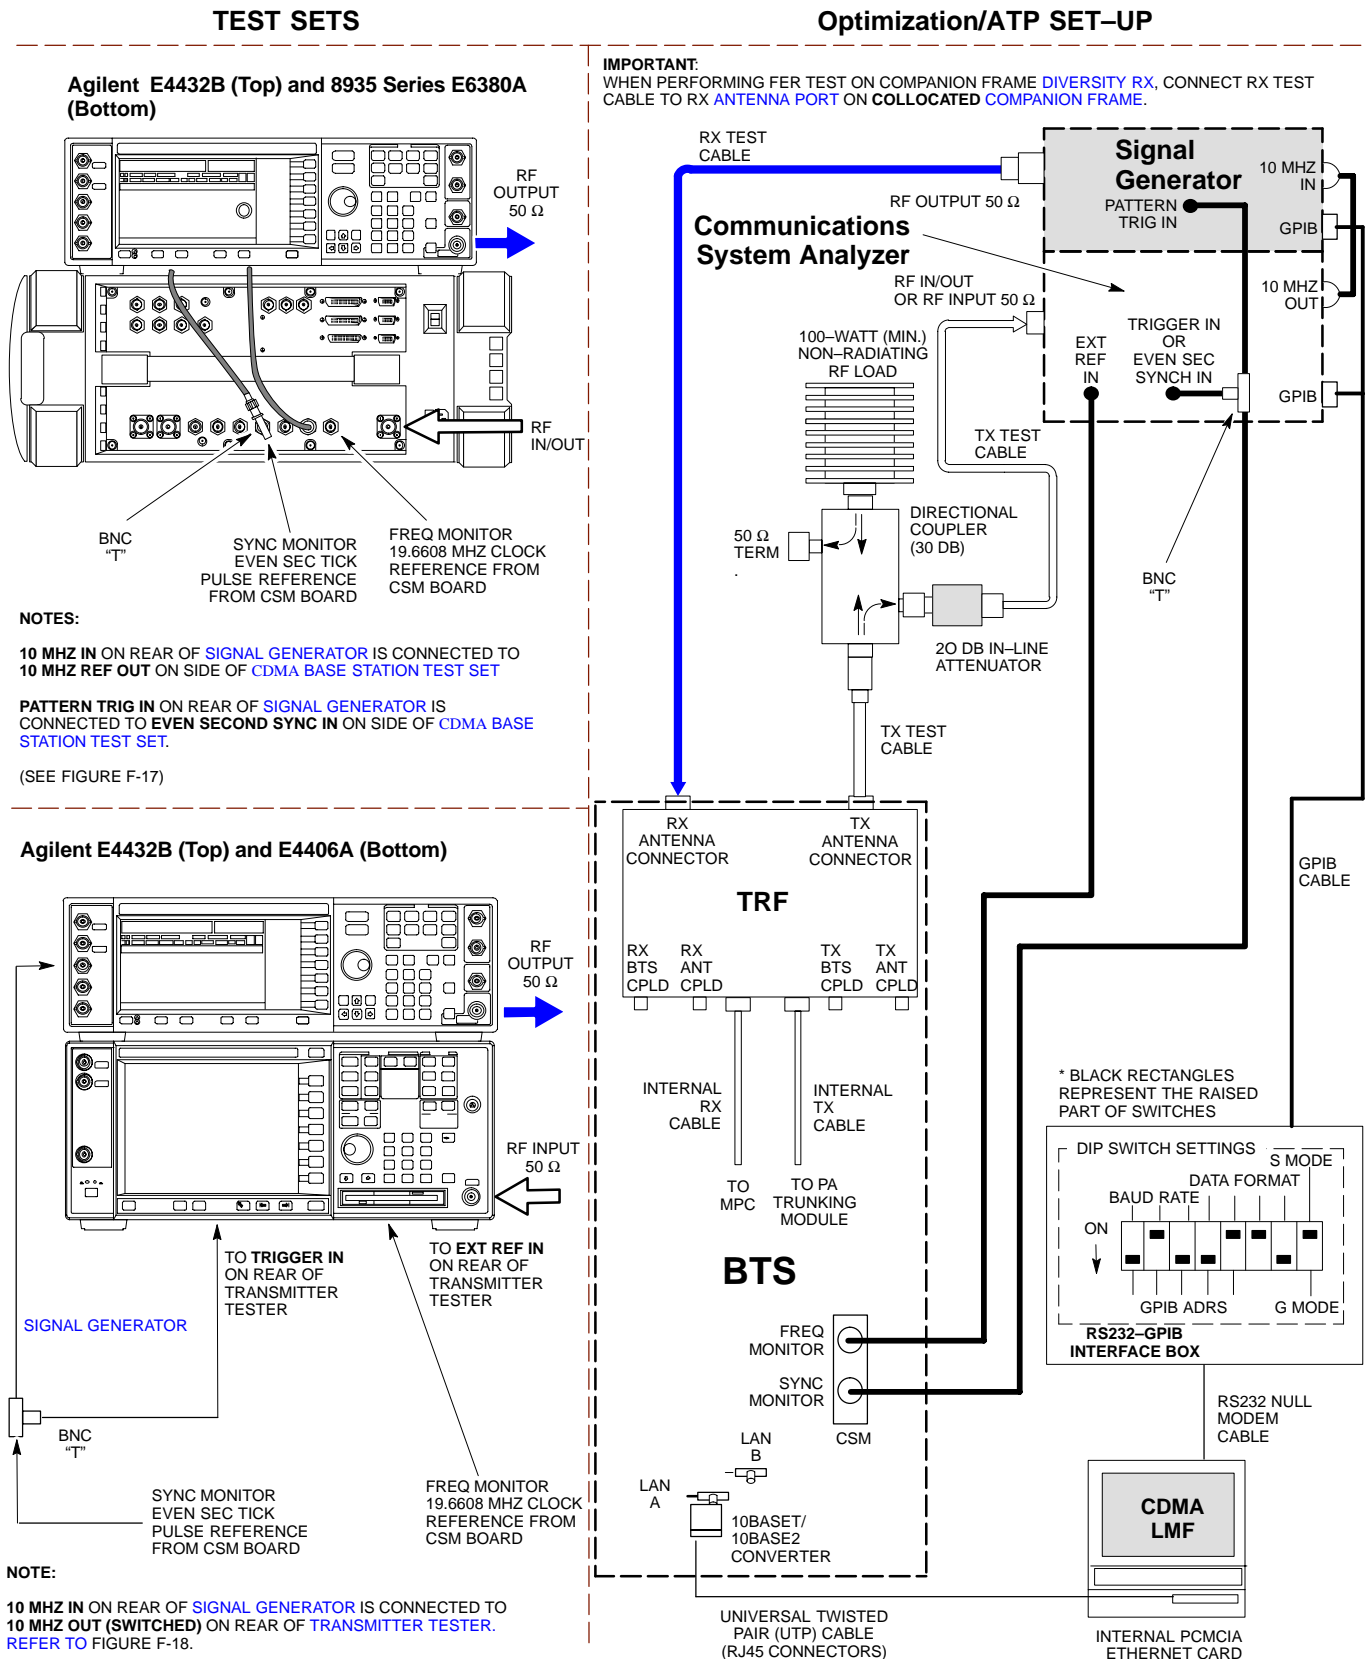 TEST SETS
Optimization/ATP SET–UP
Agilent E4432B (Top) and 8935 Series E6380A
(Bottom)
RF
OUTPUT
50 Ω
RF
IN/OUT
BNC
“T”
SYNC MONITOR
EVEN SEC TICK
PULSE REFERENCE
FROM CSM BOARD
FREQ MONITOR
19.6608 MHZ CLOCK
REFERENCE FROM
CSM BOARD
NOTES:
10 MHZ IN ON REAR OF SIGNAL GENERATOR IS CONNECTED TO
10 MHZ REF OUT ON SIDE OF CDMA BASE STATION TEST SET
PATTERN TRIG IN ON REAR OF SIGNAL GENERATOR IS
CONNECTED TO EVEN SECOND SYNC IN ON SIDE OF CDMA BASE
STATION TEST SET.
(SEE FIGURE F-17)
Agilent E4432B (Top) and E4406A (Bottom)
RF
OUTPUT
50 Ω
RF INPUT
50 Ω
TO TRIGGER IN
ON REAR OF
TRANSMITTER
TESTER
TO EXT REF IN
ON REAR OF
TRANSMITTER
TESTER
SIGNAL GENERATOR
BNC
“T”
SYNC MONITOR
EVEN SEC TICK
PULSE REFERENCE
FROM CSM BOARD
FREQ MONITOR
19.6608 MHZ CLOCK
REFERENCE FROM
CSM BOARD
NOTE:
10 MHZ IN ON REAR OF SIGNAL GENERATOR IS CONNECTED TO
10 MHZ OUT (SWITCHED) ON REAR OF TRANSMITTER TESTER.
REFER TO FIGURE F-18.
IMPORTANT:
WHEN PERFORMING FER TEST ON COMPANION FRAME DIVERSITY RX, CONNECT RX TEST
CABLE TO RX ANTENNA PORT ON COLLOCATED COMPANION FRAME.
RX TEST
CABLE
RF OUTPUT 50 Ω
Signal
Generator
PATTERN
TRIG IN
10 MHZ
IN
GPIB
Communications
System Analyzer
RF IN/OUT
OR RF INPUT 50 Ω
10 MHZ
OUT
TRIGGER IN
OR
EVEN SEC
SYNCH IN
EXT
REF
IN
GPIB
100–WATT (MIN.)
NON–RADIATING
RF LOAD
TX TEST
CABLE
DIRECTIONAL
COUPLER
(30 DB)
50 Ω
TERM
.
BNC
“T”
2O DB IN–LINE
ATTENUATOR
TX TEST
CABLE
RX
ANTENNA
CONNECTOR
TX
ANTENNA
CONNECTOR
TRF
RX
BTS
CPLD
RX
ANT
CPLD
TX
BTS
CPLD
TX
ANT
CPLD
GPIB
CABLE
INTERNAL
RX
CABLE
INTERNAL
TX
CABLE
TO
MPC
TO PA
TRUNKING
MODULE
BTS
* BLACK RECTANGLES
REPRESENT THE RAISED
PART OF SWITCHES
DIP SWITCH SETTINGS
S MODE
DATA FORMAT
BAUD RATE
ON
GPIB ADRS
G MODE
RS232–GPIB
INTERFACE BOX
FREQ
MONITOR
SYNC
MONITOR
CSM
LAN
B
LAN
A
10BASET/
10BASE2
CONVERTER
RS232 NULL
MODEM
CABLE
CDMA
LMF
UNIVERSAL TWISTED
PAIR (UTP) CABLE
(RJ45 CONNECTORS)
INTERNAL PCMCIA
ETHERNET CARD